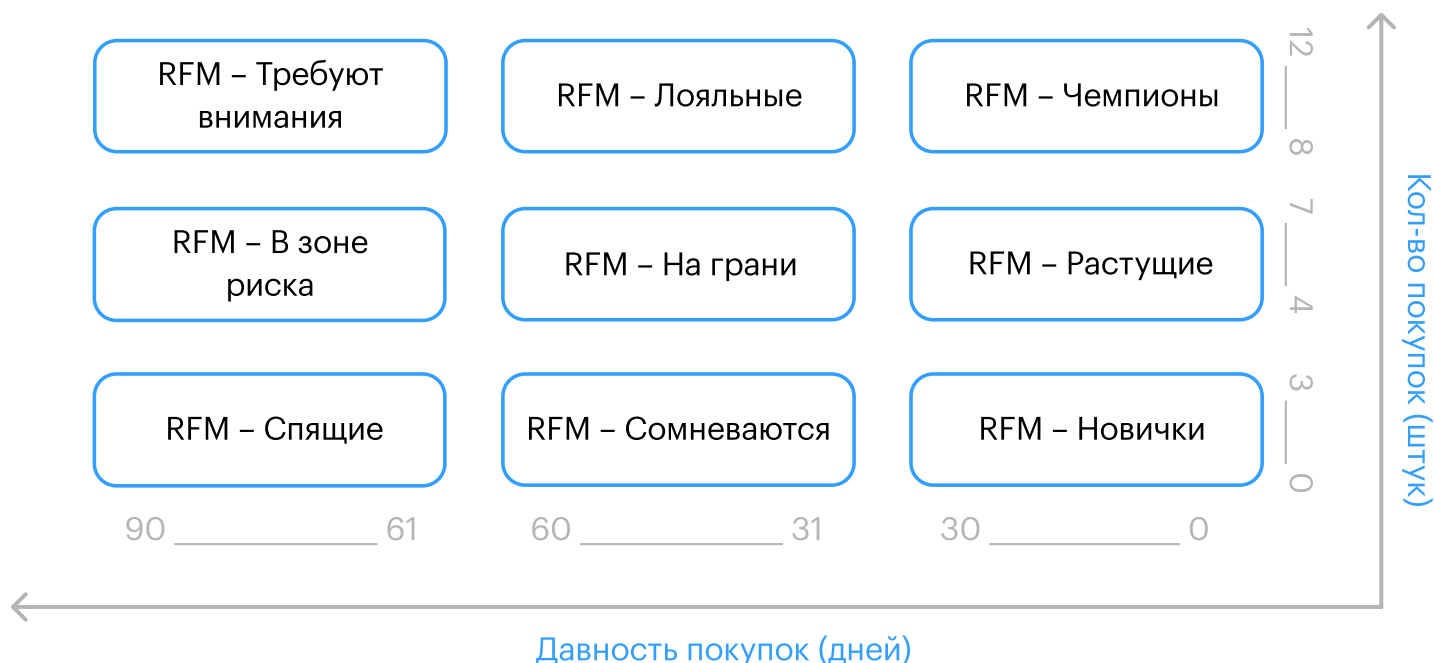 RFM – Требуют
внимания
RFM – Лояльные
RFM – Чемпионы
12
8
RFM – В зоне
риска
RFM – На грани
RFM – Растущие
7
4
RFM – Спящие
RFM – Сомневаются
RFM – Новички
3
0
Кол-во покупок (штук)
90 61
60 31
30 0
Давность покупок (дней)